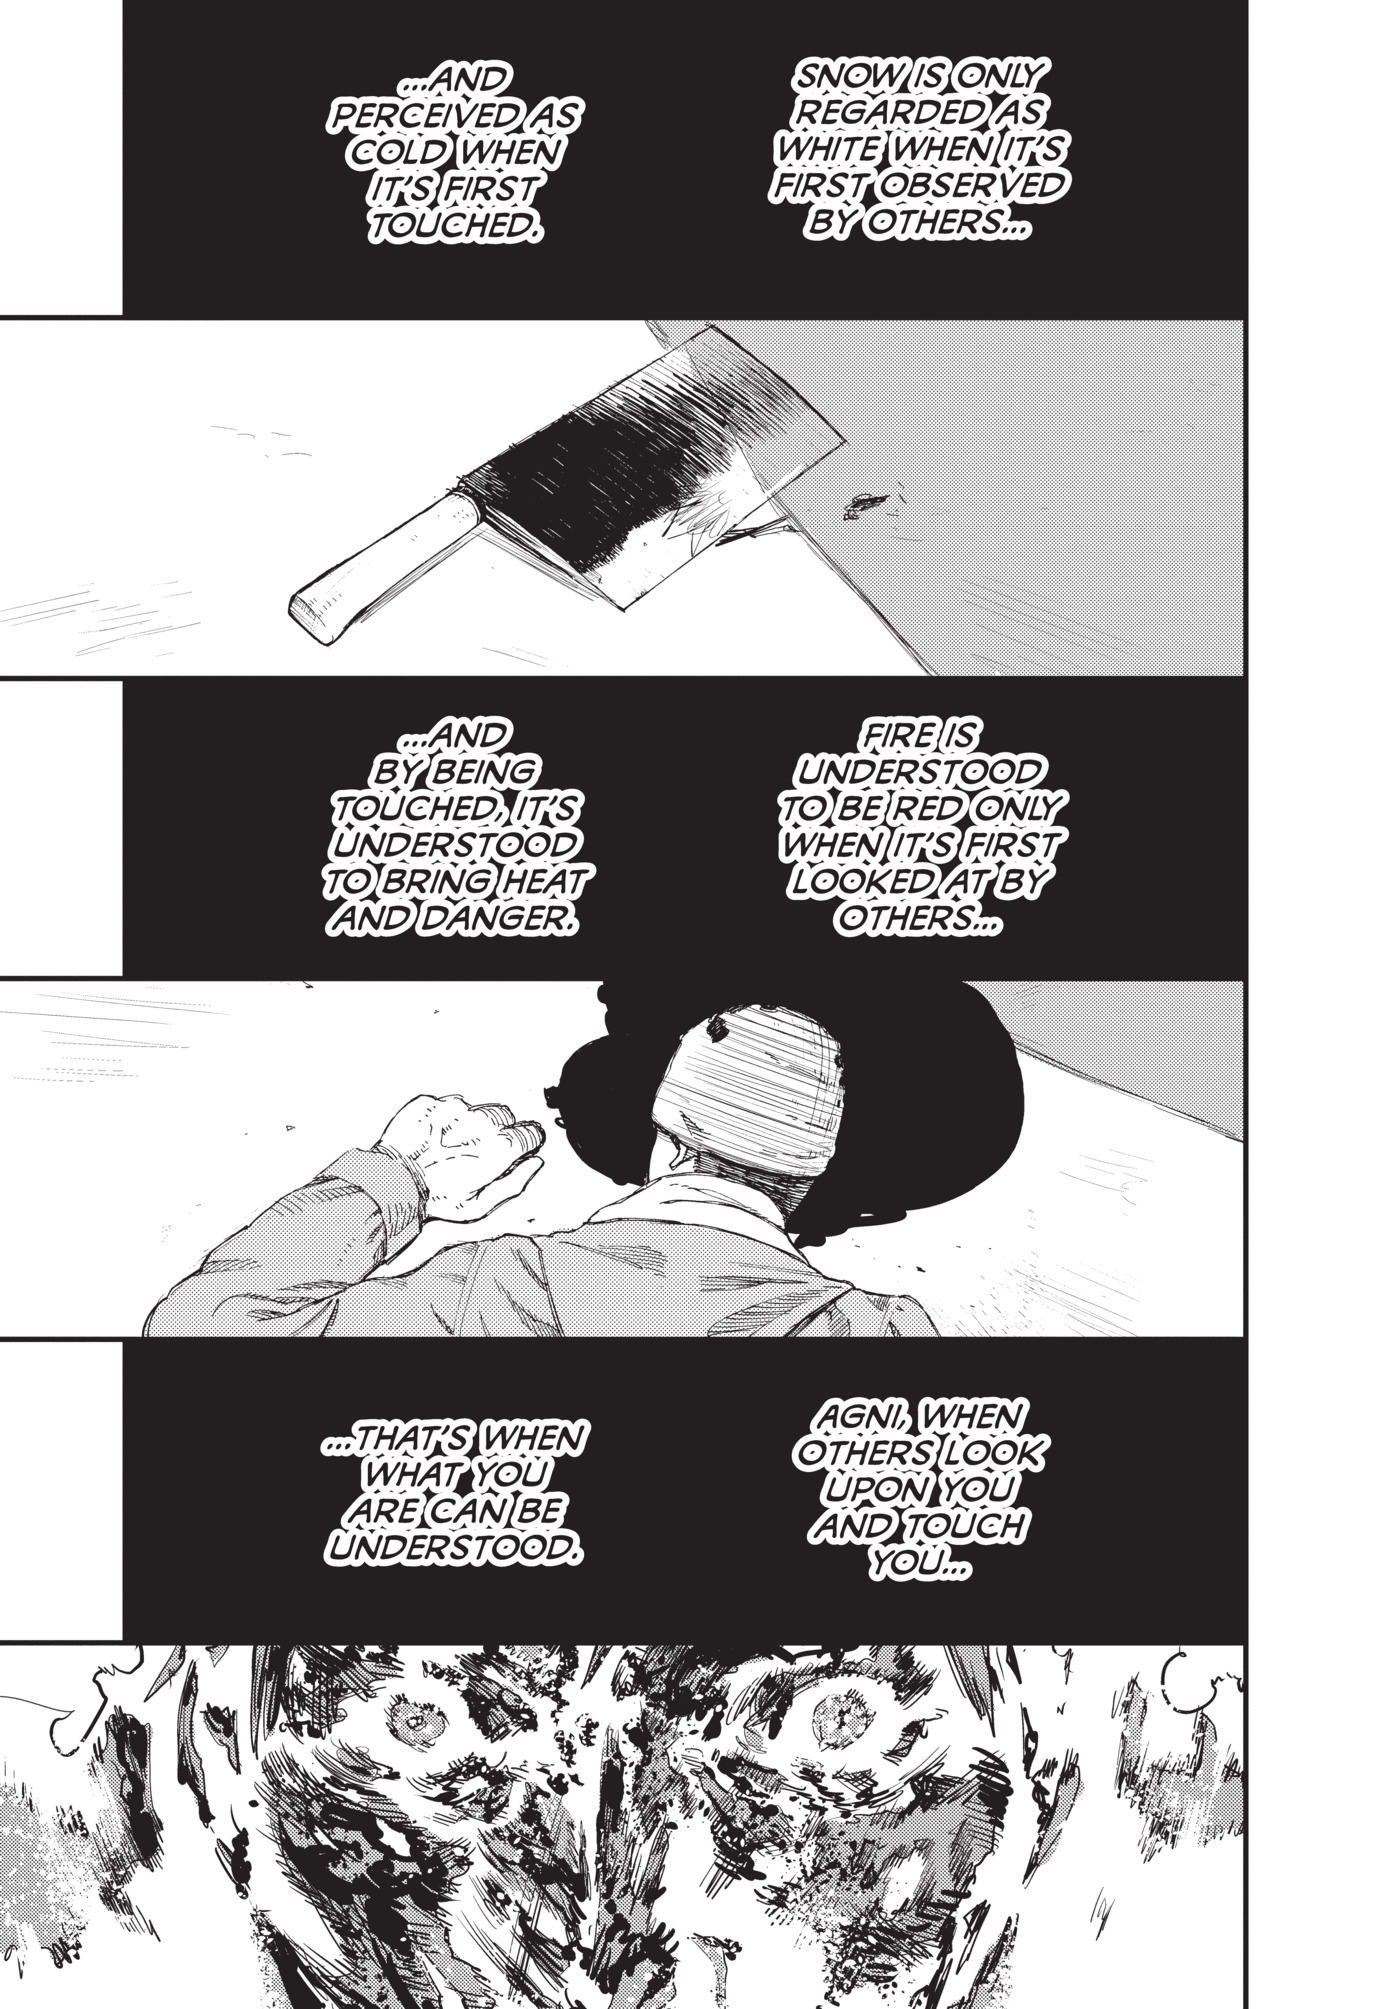 SNOW IS ONLY
REGARDED AS
WHITE WHEN IT'S
FIRST OBSERVED
BY OTHERS...
...AND
PERCEIVED AS
COLD WHEN
IT'S FIRST
TOUCHED.
FIRE IS
UNDERSTOOD
TO BE RED ONLY
WHEN IT'S FIRST
LOOKED AT BY
OTHERS...
...AND
BY BEING
TOUCHED, IT'S
UNDERSTOOD
TO BRING HEAT
AND DANGER.
AGNI, WHEN
OTHERS LOOK
UPON YOU
AND TOUCH
YOU...
...THAT'S WHEN
WHAT YOU
ARE CAN BE
UNDERSTOOD.